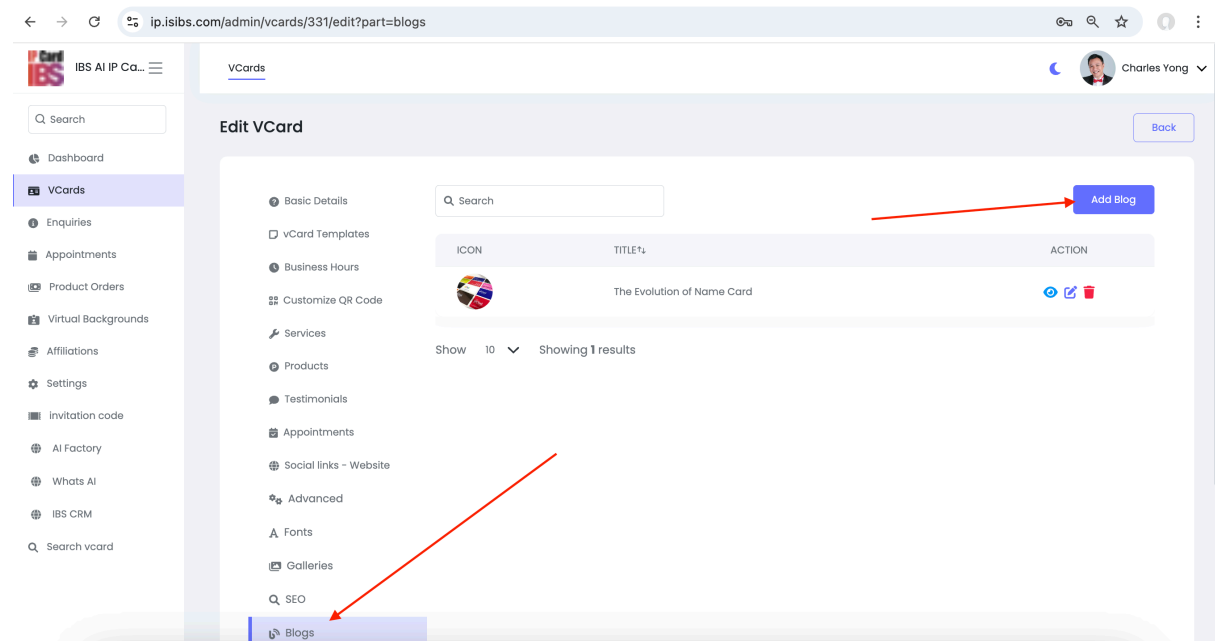 ip.isibs.com/admin/vcards/331/edit?part=blogs
IP Card
IBS
IBS AI IP Ca...
VCards
Charles Yong
Search
Edit VCard
Back
Dashboard
VCards
Enquiries
Appointments
Product Orders
Virtual Backgrounds
Affiliations
Settings
invitation code
AI Factory
Whats AI
IBS CRM
Search vcard
Basic Details
vCard Templates
Business Hours
Customize QR Code
Services
Products
Testimonials
Appointments
Social links - Website
Advanced
Fonts
Galleries
SEO
Blogs
Search
Add Blog
ICON TITLE↑↓ ACTION
The Evolution of Name Card
Show 10 Showing 1 results